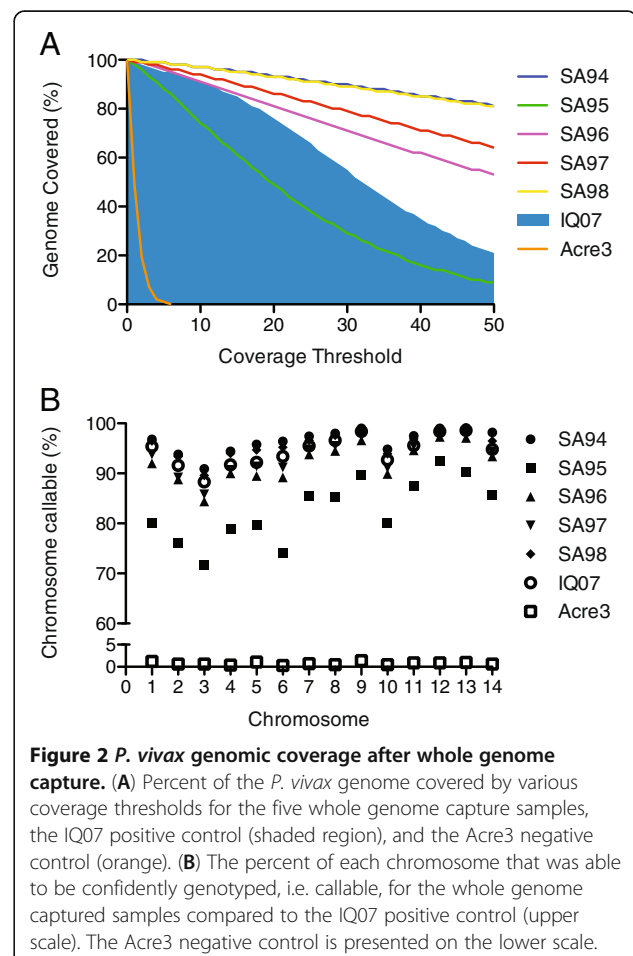 A
Genome Covered (%)
100
80
60
40
20
0
0 10 20 30 40 50
Coverage Threshold
SA94
SA95
SA96
SA97
SA98
IQ07
Acre3
B
Chromosome callable (%)
100
90
80
70
60
5
0
0 1 2 3 4 5 6 7 8 9 10 11 12 13 14
Chromosome
SA94
SA95
SA96
SA97
SA98
IQ07
Acre3
Figure 2 P. vivax genomic coverage after whole genome
capture. (A) Percent of the P. vivax genome covered by various
coverage thresholds for the five whole genome capture samples,
the IQ07 positive control (shaded region), and the Acre3 negative
control (orange). (B) The percent of each chromosome that was able
to be confidently genotyped, i.e. callable, for the whole genome
captured samples compared to the IQ07 positive control (upper
scale). The Acre3 negative control is presented on the lower scale.